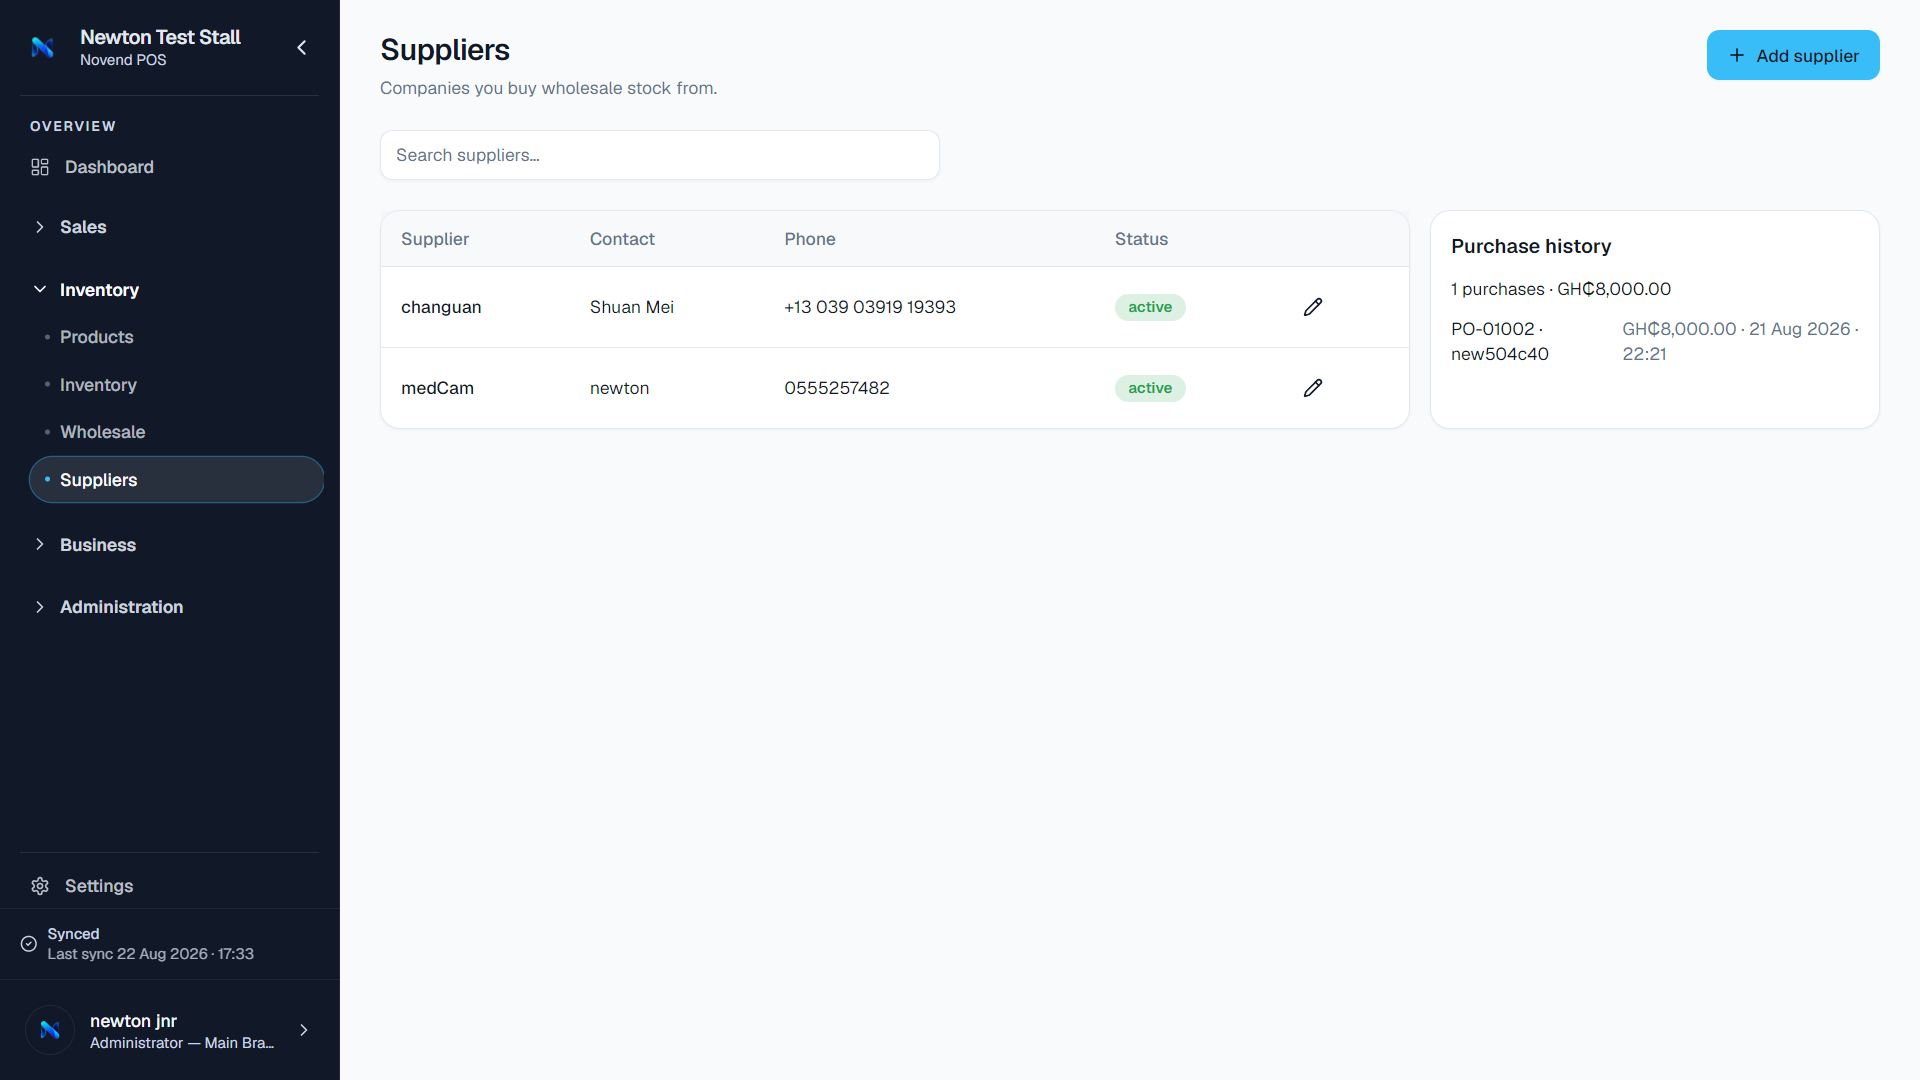 Newton Test Stall
Novend POS
OVERVIEW
Dashboard
Sales
Inventory
• Products
• Inventory
• Wholesale
• Suppliers
Business
Administration
Settings
Synced
Last sync 22 Aug 2026 · 17:33
newton jnr
Administrator — Main Bra...
Suppliers
Companies you buy wholesale stock from.
+ Add supplier
Search suppliers...
Supplier Contact Phone Status
changuan Shuan Mei +13 039 03919 19393 active
medCam newton 0555257482 active
Purchase history
1 purchases · GH₵8,000.00
PO-01002 · GH₵8,000.00 · 21 Aug 2026 ·
new504c40 22:21